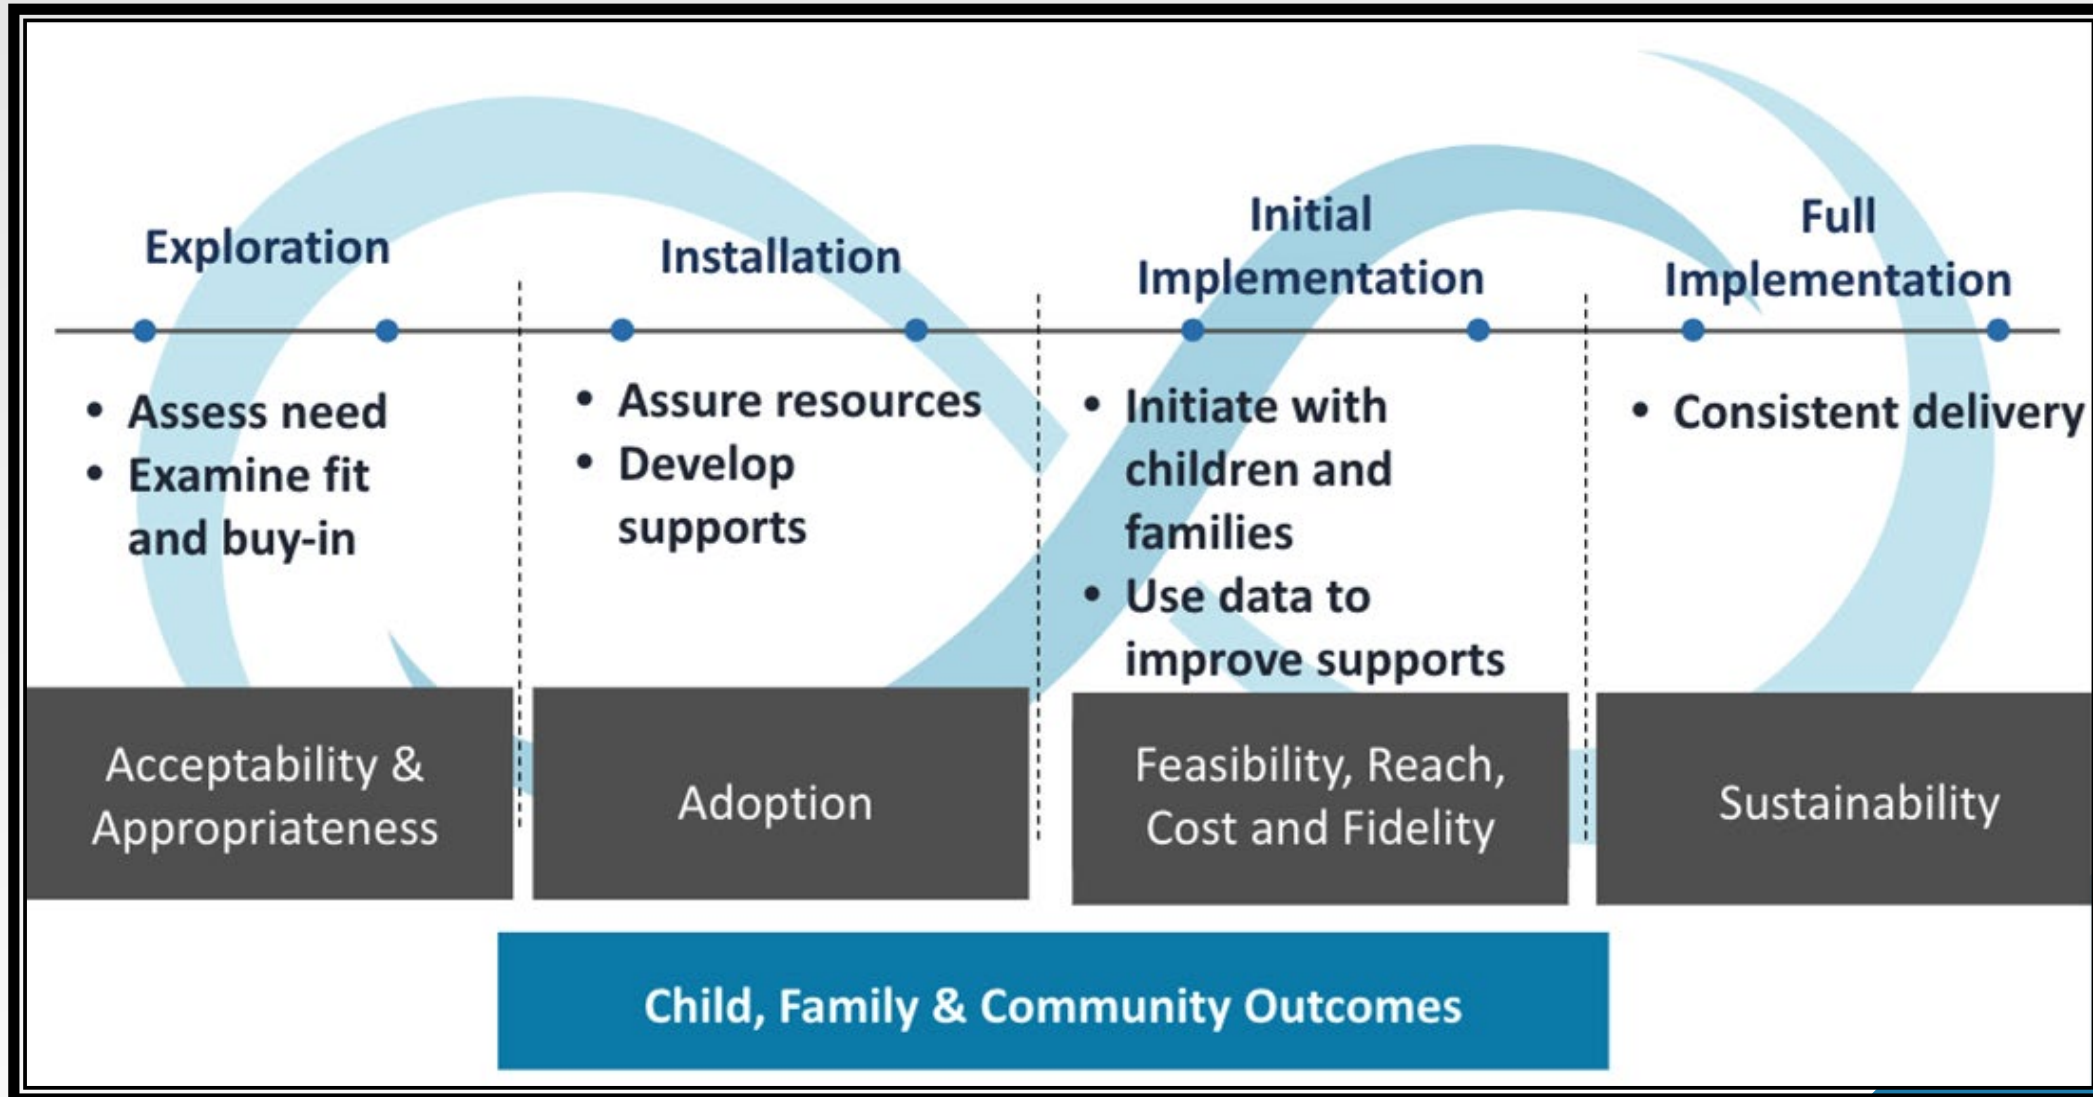 Exploration
Installation
Initial
Implementation
Full
Implementation
• Assess need
• Examine fit
and buy-in
• Assure resources
• Develop
supports
• Initiate with
children and
families
• Use data to
improve supports
• Consistent delivery
Acceptability &
Appropriateness
Adoption
Feasibility, Reach,
Cost and Fidelity
Sustainability
Child, Family & Community Outcomes